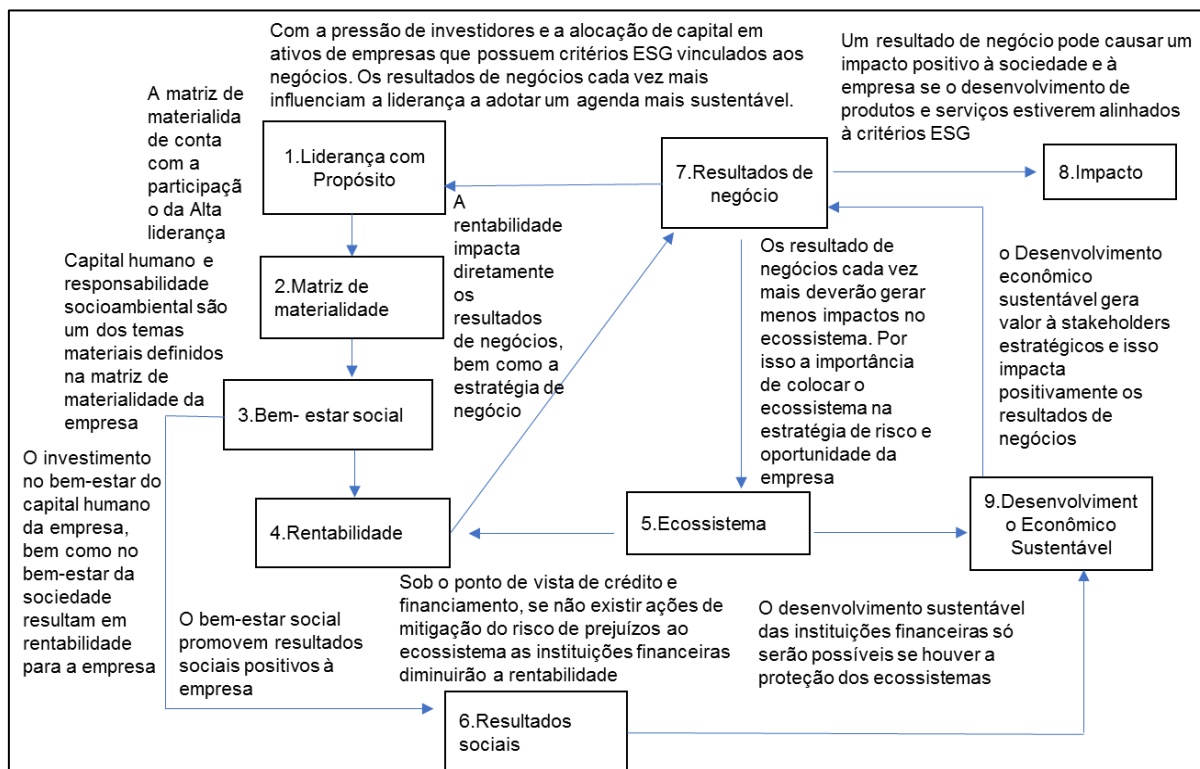 Com a pressão de investidores e a alocação de capital em
ativos de empresas que possuem critérios ESG vinculados aos
negócios. Os resultados de negócios cada vez mais
influenciam a liderança a adotar um agenda mais sustentável.
Um resultado de negócio pode causar um
impacto positivo à sociedade e à
empresa se o desenvolvimento de
produtos e serviços estiverem alinhados
à critérios ESG
A matriz de
materialida
de conta
com a
participaçã
o da Alta
liderança
1.Liderança com
Propósito
7.Resultados de
negócio
8.Impacto
A
rentabilidade
impacta
diretamente
os
resultados
de negócios,
bem como a
estratégia de
negócio
Capital humano e
responsabilidade
socioambiental são
um dos temas
materiais definidos
na matriz de
materialidade da
empresa
2.Matriz de
materialidade
Os resultado de
negócios cada vez
mais deverão gerar
menos impactos no
ecossistema. Por
isso a importância
de colocar o
ecossistema na
estratégia de risco e
oportunidade da
empresa
o Desenvolvimento
econômico
sustentável gera
valor à stakeholders
estratégicos e isso
impacta
positivamente os
resultados de
negócios
3.Bem- estar social
O investimento
no bem-estar do
capital humano
da empresa,
bem como no
bem-estar da
sociedade
resultam em
rentabilidade
para a empresa
4.Rentabilidade
5.Ecossistema
9.Desenvolviment
o Econômico
Sustentável
O bem-estar social
promovem resultados
sociais positivos à
empresa
Sob o ponto de vista de crédito e
financiamento, se não existir ações de
mitigação do risco de prejuízos ao
ecossistema as instituições financeiras
diminuirão a rentabilidade
O desenvolvimento sustentável
das instituições financeiras só
serão possíveis se houver a
proteção dos ecossistemas
6.Resultados
sociais